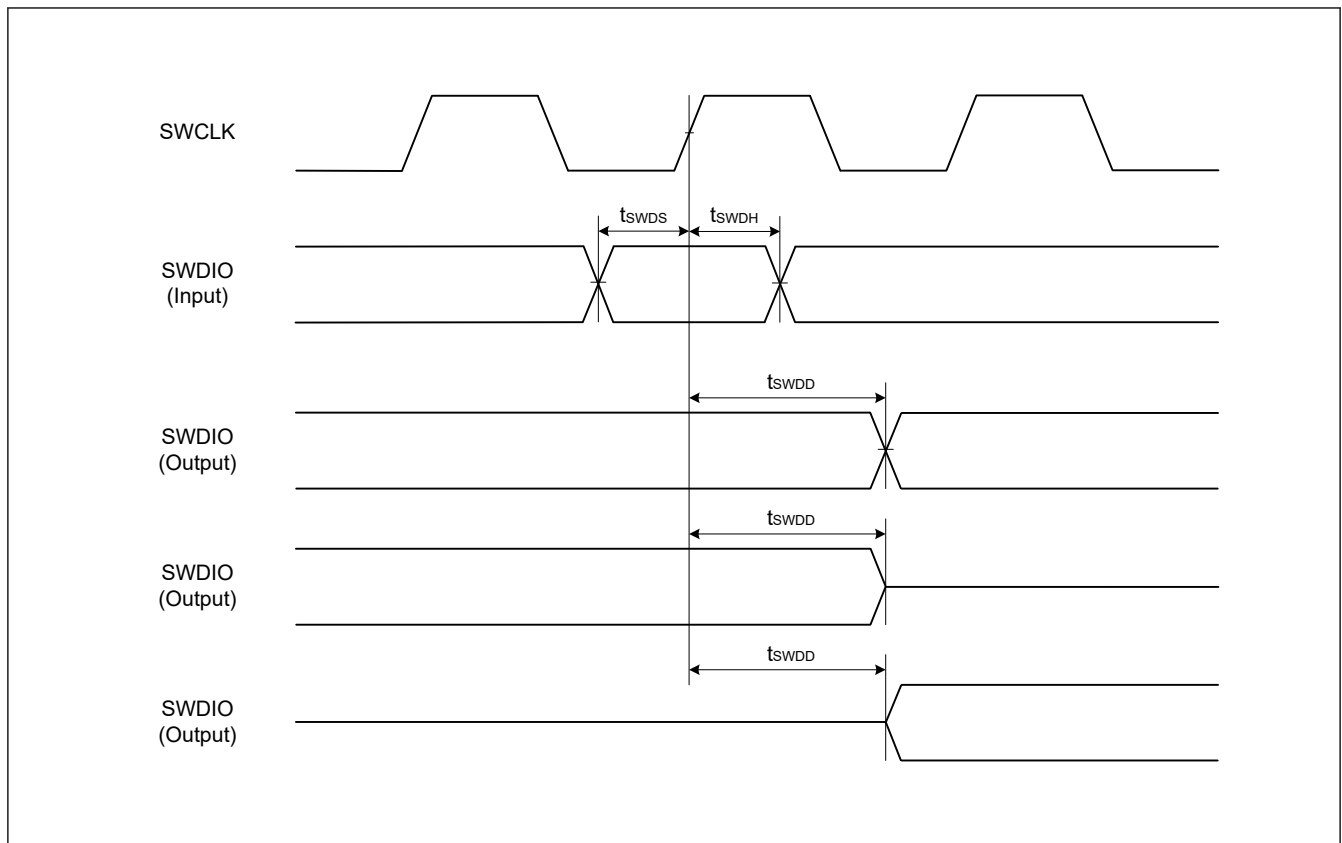 SWCLK
tSWDS
tSWDH
SWDIO
(Input)
tSWDD
SWDIO
(Output)
tSWDD
SWDIO
(Output)
tSWDD
SWDIO
(Output)